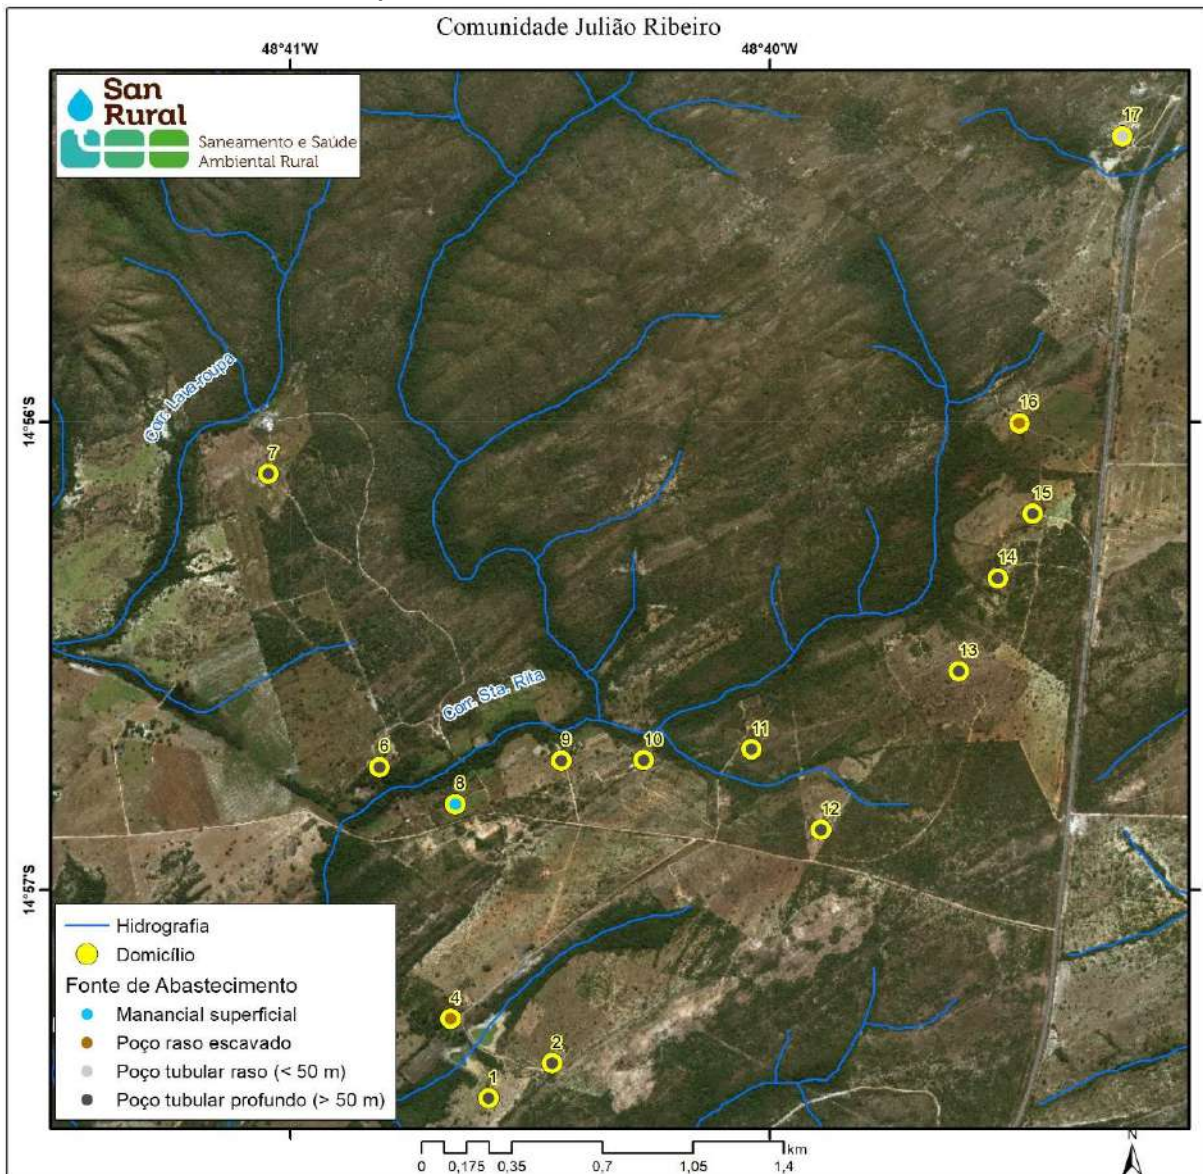 Comunidade Julião Ribeiro
48°41'W
48°40'W
San
Rural
Saneamento e Saúde
Ambiental Rural
17
Corr. Lava-roupa
14°56'S
16
7
15
14
13
Corr. Sta. Rita
6
9
10
11
8
12
14°57'S
Hidrografia
Domicílio
Fonte de Abastecimento
Manancial superficial
Poço raso escavado
Poço tubular raso (< 50 m)
Poço tubular profundo (> 50 m)
4
2
1
km
0 0,175 0,35 0,7 1,05 1,4
N